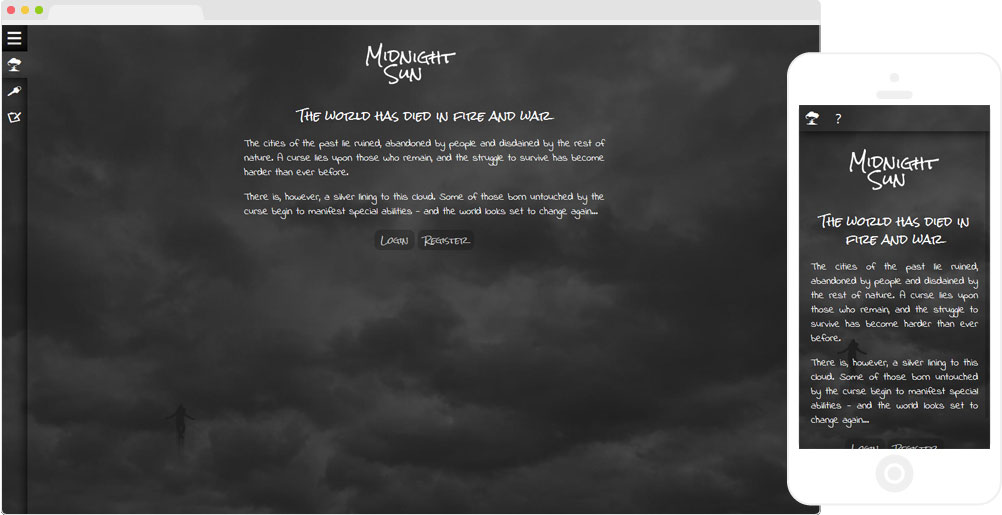 Midnight
Sun
The world has died in fire and war
The cities of the past lie ruined, abandoned by people and disdained by the rest of
nature. A curse lies upon those who remain, and the struggle to survive has become
harder than ever before.
There is, however, a silver lining to this cloud. Some of those born untouched by the
curse begin to manifest special abilities - and the world looks set to change again...
Login Register
?
Midnight
Sun
The world has died in
fire and war
The cities of the past lie ruined,
abandoned by people and disdained by
the rest of nature. A curse lies upon
those who remain, and the struggle to
survive has become harder than ever
before.
There is, however, a silver lining to this
cloud. Some of those born untouched
by the curse begin to manifest special
abilities - and the world looks set to
change again...
Login Register